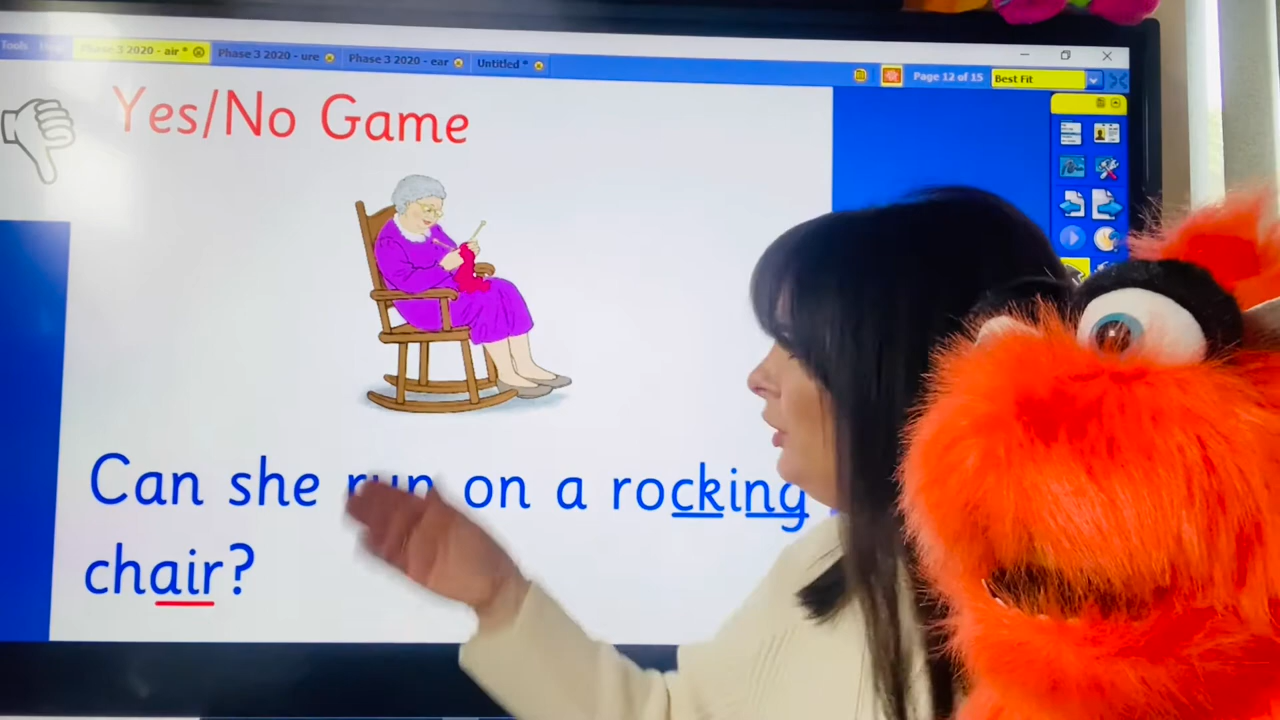 Tools
Phase 3 2020 - air *
Phase 3 2020 - ure
Phase 3 2020 - ear
Untitled *
Page 12 of 15
Best Fit
Yes/No Game
Can she run on a rocking
chair?